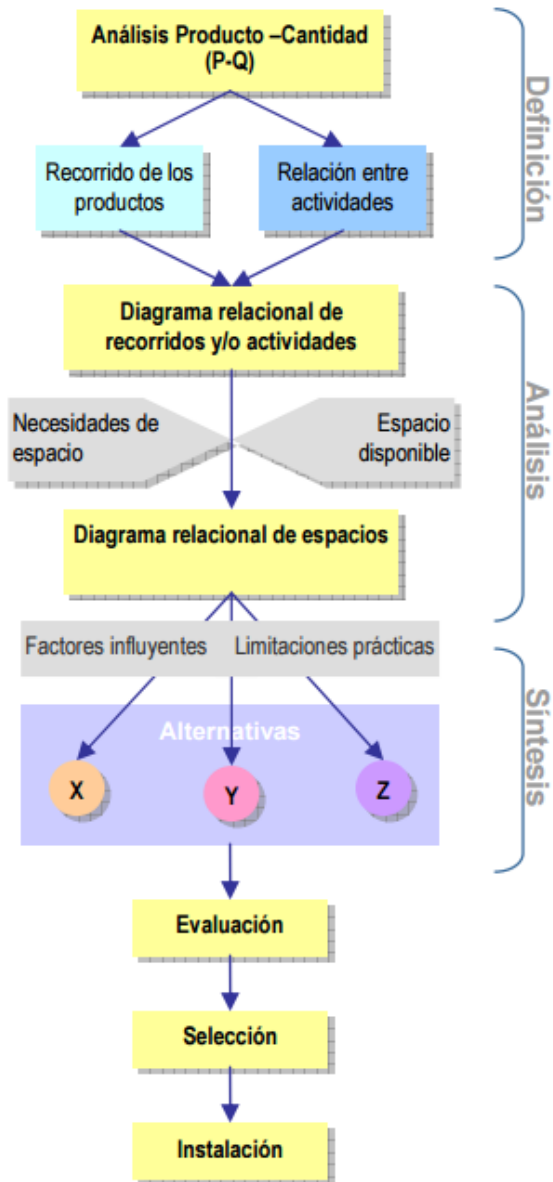 Análisis Producto –Cantidad
(P-Q)
Definición
Recorrido de los
productos
Relación entre
actividades
Diagrama relacional de
recorridos y/o actividades
Análisis
Necesidades de
espacio
Espacio
disponible
Diagrama relacional de espacios
Factores influyentes
Limitaciones prácticas
Síntesis
Alternativas
X
Y
Z
Evaluación
Selección
Instalación